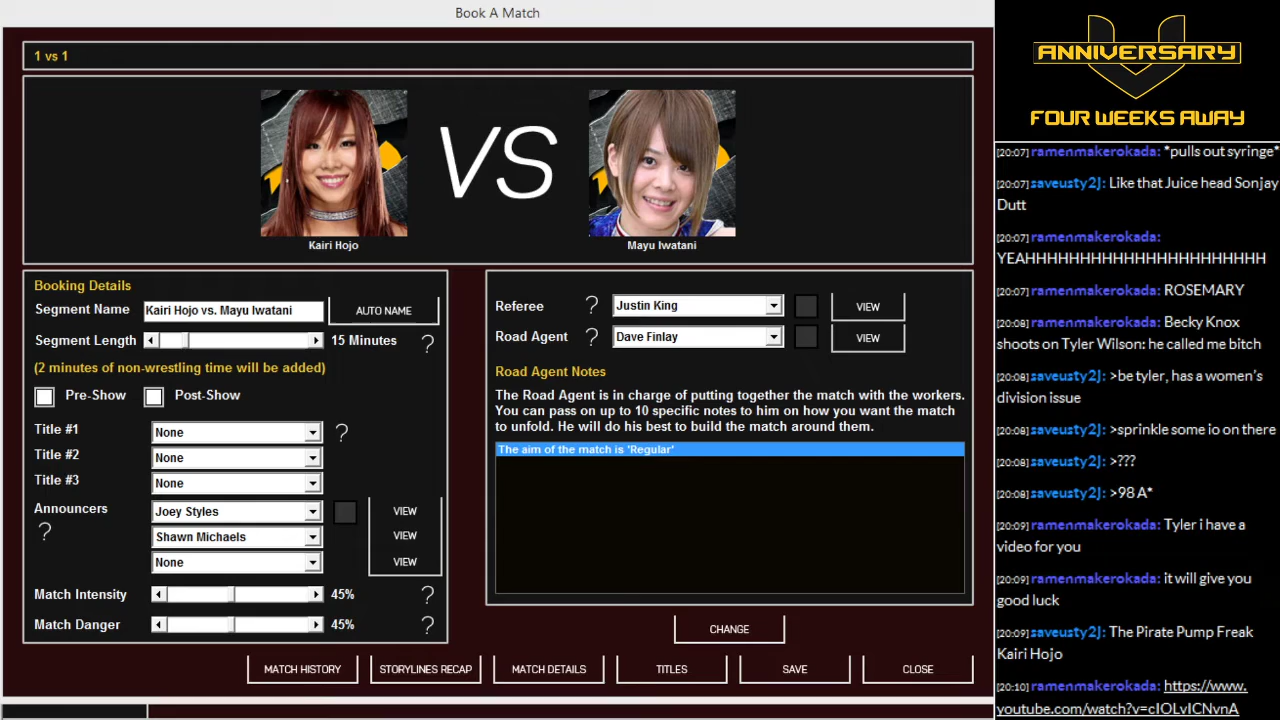 Book A Match
1 vs 1
VS
Kairi Hojo
Mayu Iwatani
Booking Details
Segment Name
Kairi Hojo vs. Mayu Iwatani
AUTO NAME
Segment Length
15 Minutes
?
(2 minutes of non-wrestling time will be added)
Pre-Show
Post-Show
Title #1
None
?
Title #2
None
Title #3
None
Announcers
?
Joey Styles
VIEW
Shawn Michaels
VIEW
None
VIEW
Match Intensity
45%
?
Match Danger
45%
?
Referee
?
Justin King
VIEW
Road Agent
?
Dave Finlay
VIEW
Road Agent Notes
The Road Agent is in charge of putting together the match with the workers.
You can pass on up to 10 specific notes to him on how you want the match
to unfold. He will do his best to build the match around them.
The aim of the match is 'Regular'
CHANGE
MATCH HISTORY
STORYLINES RECAP
MATCH DETAILS
TITLES
SAVE
CLOSE
ANNIVERSARY
FOUR WEEKS AWAY
[20:07] ramenmakerokada: *pulls out syringe*
[20:07] saveusty2J: Like that Juice head Sonjay
Dutt
[20:07] ramenmakerokada:
YEAHHHHHHHHHHHHHHHHHHHHHH
[20:07] ramenmakerokada: ROSEMARY
[20:08] ramenmakerokada: Becky Knox
shoots on Tyler Wilson: he called me bitch
[20:08] saveusty2J: >be tyler, has a women's
division issue
[20:08] saveusty2J: >sprinkle some io on there
[20:08] saveusty2J: >???
[20:08] saveusty2J: >98 A*
[20:09] ramenmakerokada: Tyler i have a
video for you
[20:09] ramenmakerokada: it will give you
good luck
[20:09] saveusty2J: The Pirate Pump Freak
Kairi Hojo
[20:10] ramenmakerokada: https://www.
youtube.com/watch?v=cIOLvICNvnA